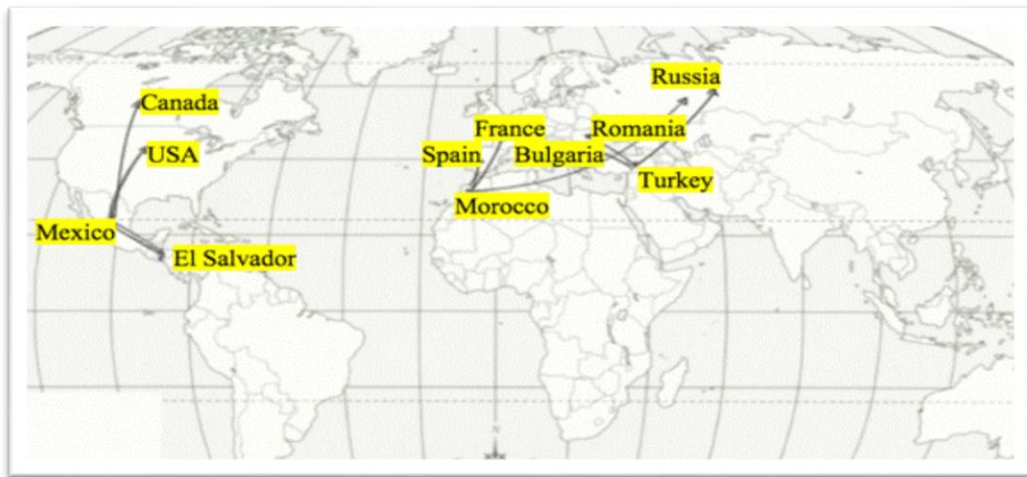 Russia
Canada
France Romania
USA Spain Bulgaria
Turkey
Morocco
Mexico
El Salvador